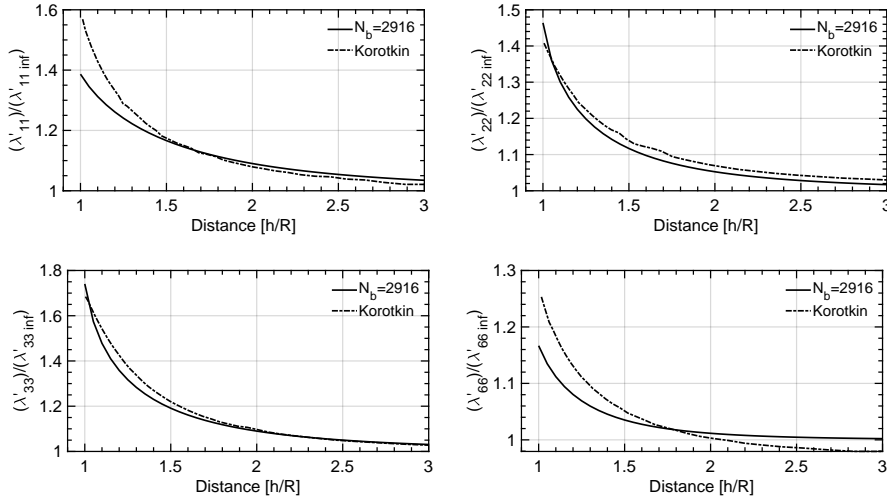 1.6
1.4
1.2
1
(λ'11)/(λ'11 inf)
N_b=2916
Korotkin
1 1.5 2 2.5 3
Distance [h/R]
1.5
1.4
1.3
1.2
1.1
1
(λ'22)/(λ'22 inf)
N_b=2916
Korotkin
1 1.5 2 2.5 3
Distance [h/R]
1.8
1.6
1.4
1.2
1
(λ'33)/(λ'33 inf)
N_b=2916
Korotkin
1 1.5 2 2.5 3
Distance [h/R]
1.3
1.2
1.1
1
(λ'66)/(λ'66 inf)
N_b=2916
Korotkin
1 1.5 2 2.5 3
Distance [h/R]